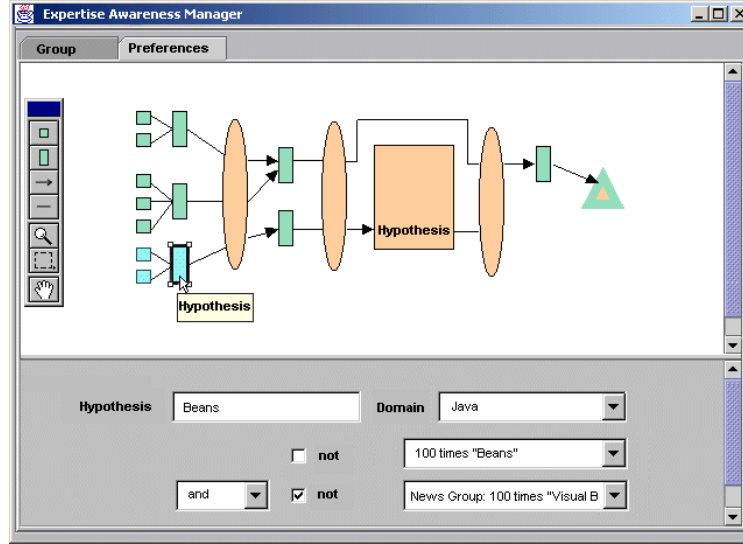 Expertise Awareness Manager
Group Preferences
Hypothesis
Hypothesis
Hypothesis Beans Domain Java
not 100 times "Beans"
and not News Group: 100 times "Visual B